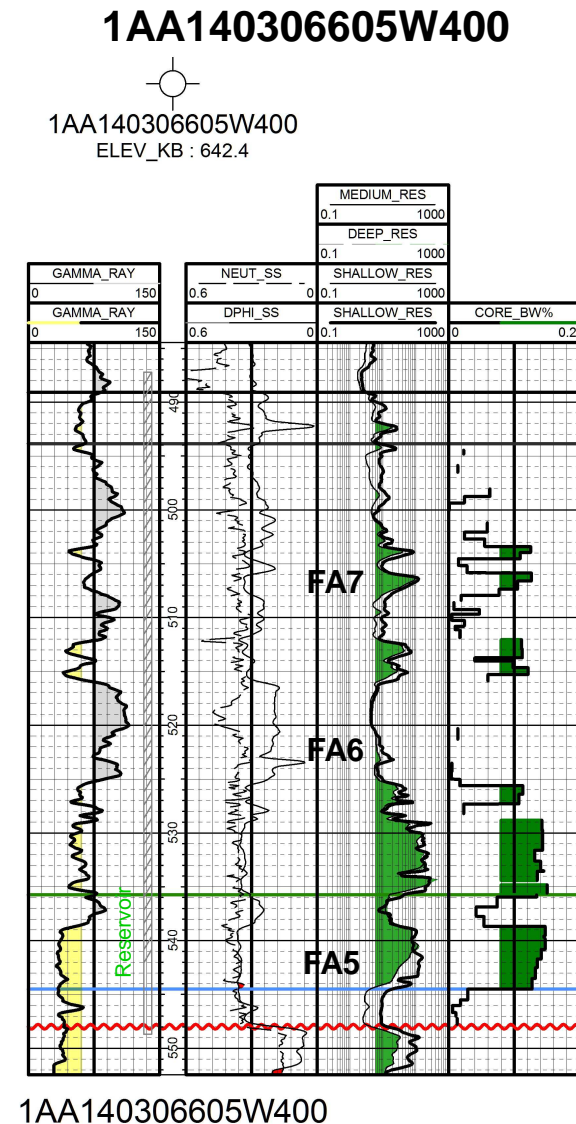 1AA140306605W400
1AA140306605W400
ELEV_KB : 642.4
MEDIUM_RES
0.1 1000
DEEP_RES
0.1 1000
GAMMA_RAY NEUT_SS SHALLOW_RES
0 150 0.6 0 0.1 1000
GAMMA_RAY DPHI_SS SHALLOW_RES CORE_BW%
0 150 0.6 0 0.1 1000 0 0.2
490
500
FA7
510
520
FA6
530
Reservoir
540
FA5
550
1AA140306605W400